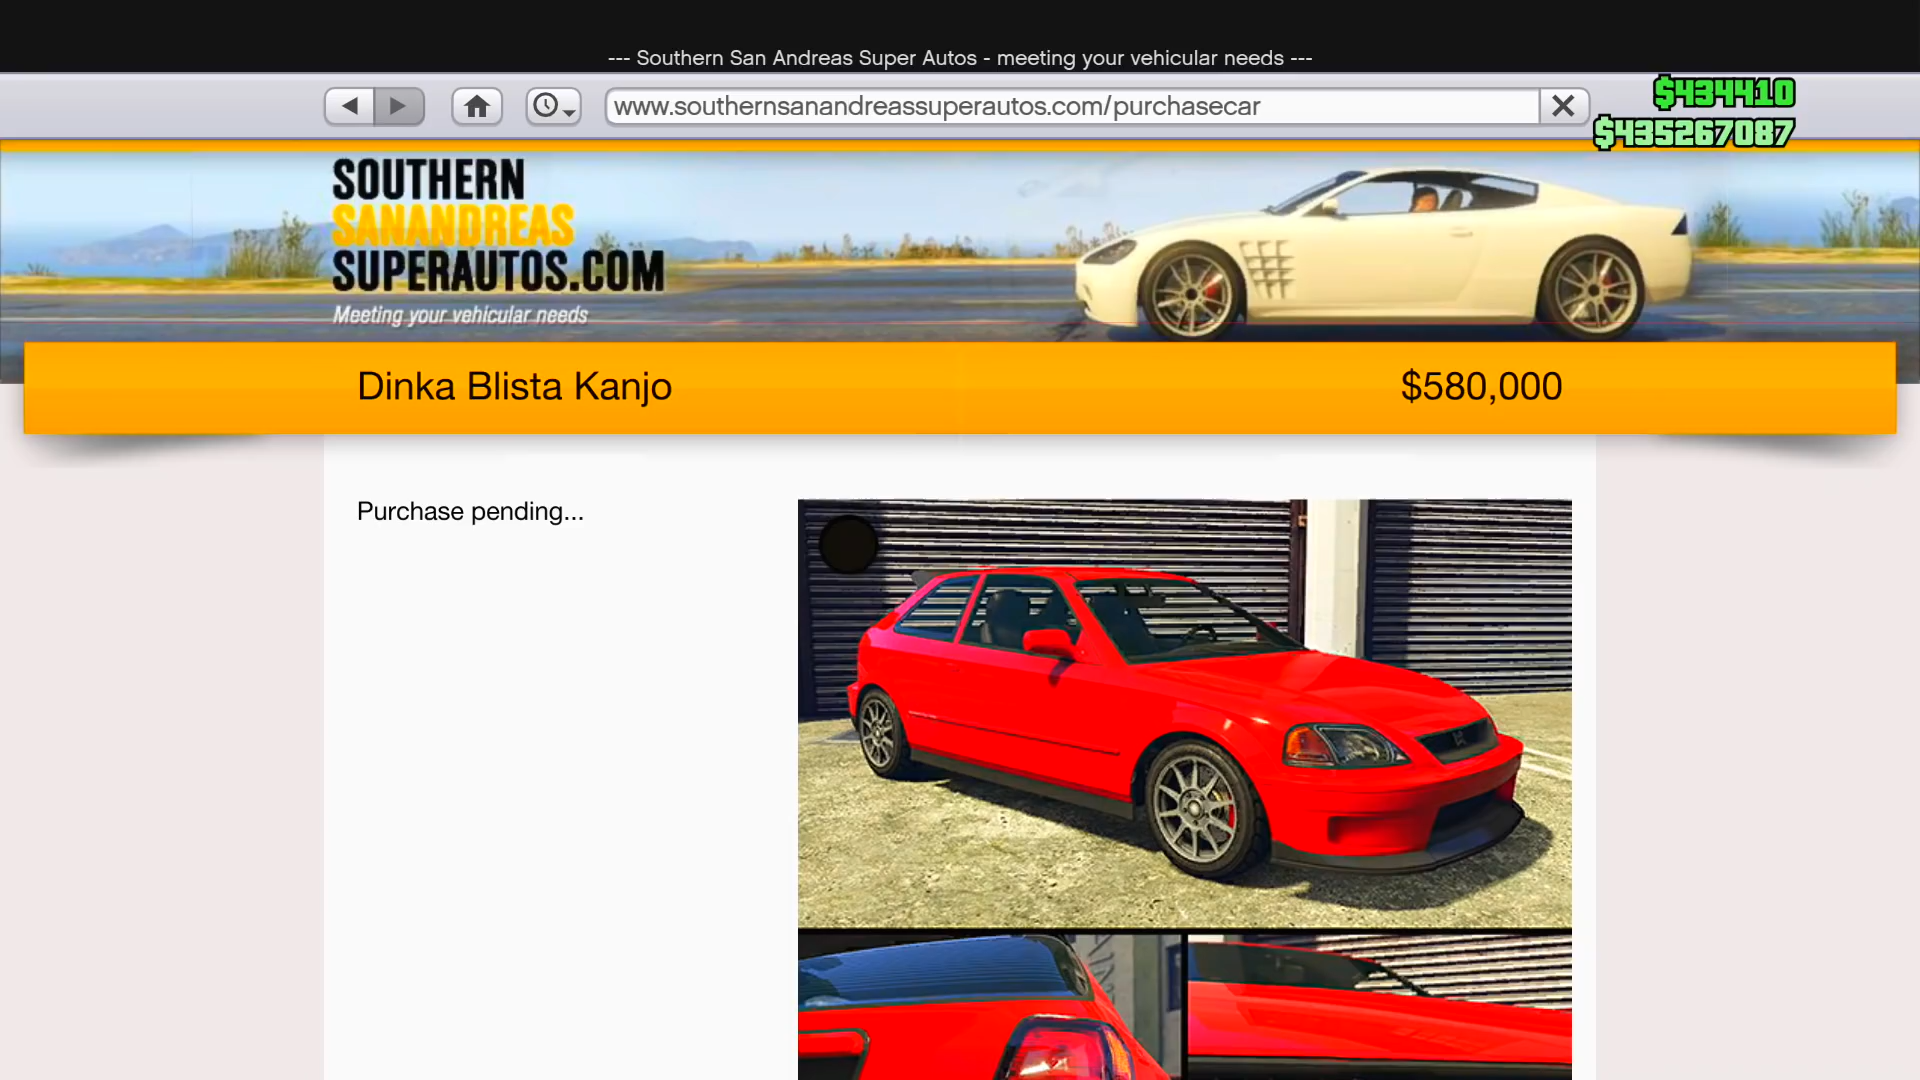 --- Southern San Andreas Super Autos - meeting your vehicular needs ---
www.southernsanandreassuperautos.com/purchasecar
$434410
$435267087
SOUTHERN
SANANDREAS
SUPERAUTOS.COM
Meeting your vehicular needs
Dinka Blista Kanjo
$580,000
Purchase pending...